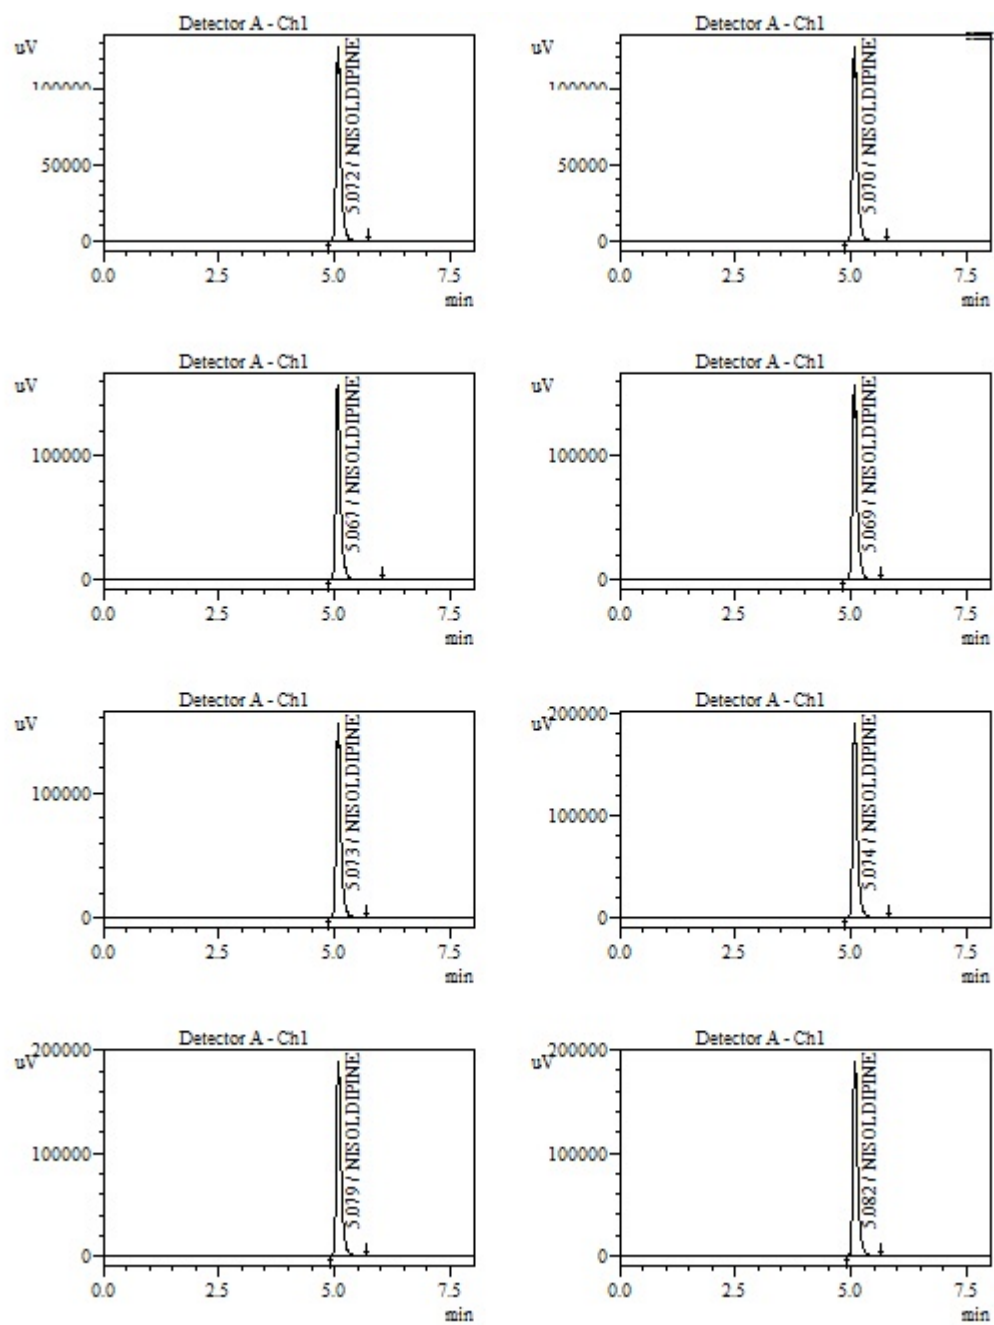 Detector A - Ch1
uV
50000
0
0.0 2.5 5.0 7.5
min
5.072 / NISOLDIPINE
Detector A - Ch1
uV
50000
0
0.0 2.5 5.0 7.5
min
5.070 / NISOLDIPINE
Detector A - Ch1
uV
100000
0
0.0 2.5 5.0 7.5
min
5.067 / NISOLDIPINE
Detector A - Ch1
uV
100000
0
0.0 2.5 5.0 7.5
min
5.069 / NISOLDIPINE
Detector A - Ch1
uV
100000
0
0.0 2.5 5.0 7.5
min
5.073 / NISOLDIPINE
Detector A - Ch1
uV
200000
100000
0
0.0 2.5 5.0 7.5
min
5.074 / NISOLDIPINE
Detector A - Ch1
uV
200000
100000
0
0.0 2.5 5.0 7.5
min
5.079 / NISOLDIPINE
Detector A - Ch1
uV
200000
100000
0
0.0 2.5 5.0 7.5
min
5.082 / NISOLDIPINE